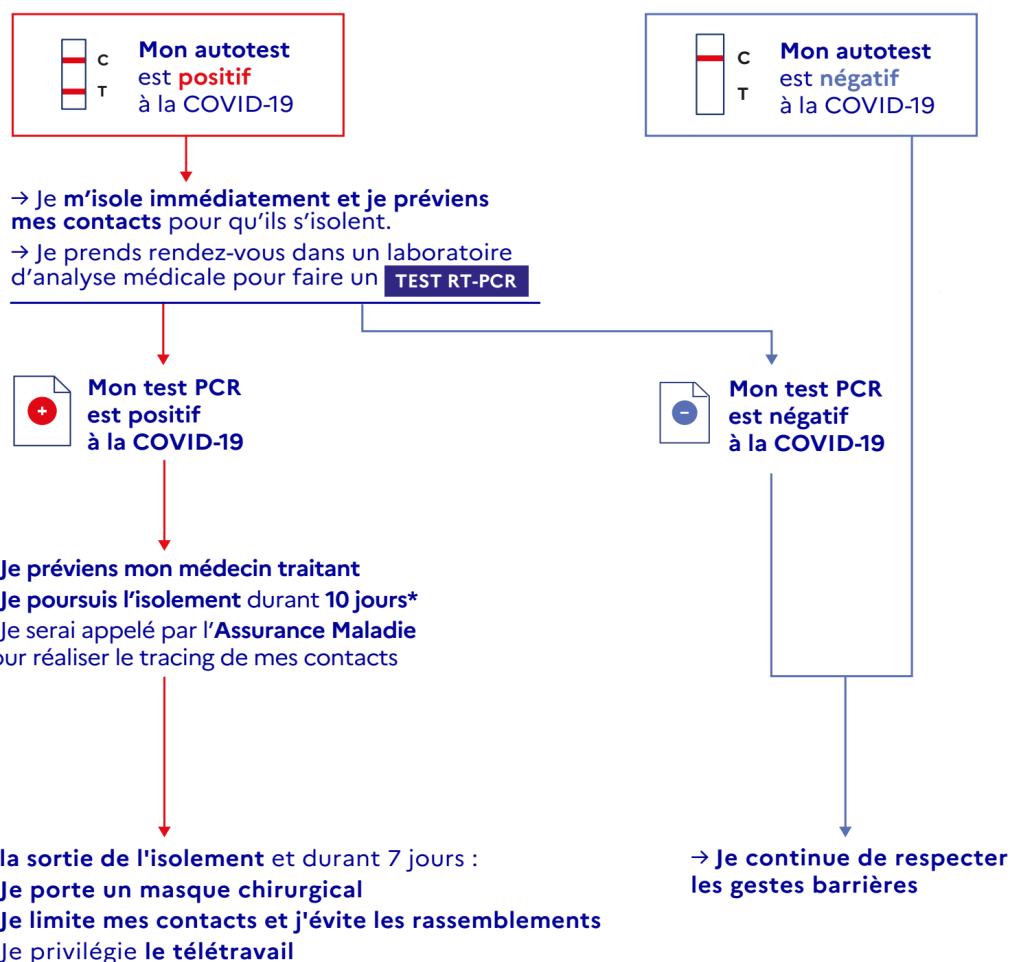 C
T
Mon autotest
est positif
à la COVID-19
C
T
Mon autotest
est négatif
à la COVID-19
→ Je m'isole immédiatement et je préviens
mes contacts pour qu'ils s'isolent.
→ Je prends rendez-vous dans un laboratoire
d'analyse médicale pour faire un TEST RT-PCR
Mon test PCR
est positif
à la COVID-19
Mon test PCR
est négatif
à la COVID-19
Je préviens mon médecin traitant
Je poursuis l'isolement durant 10 jours*
Je serai appelé par l'Assurance Maladie
réaliser le tracing de mes contacts
la sortie de l'isolement et durant 7 jours :
Je porte un masque chirurgical
Je limite mes contacts et j'évite les rassemblements
Je privilégie le télétravail
→ Je continue de respecter
les gestes barrières